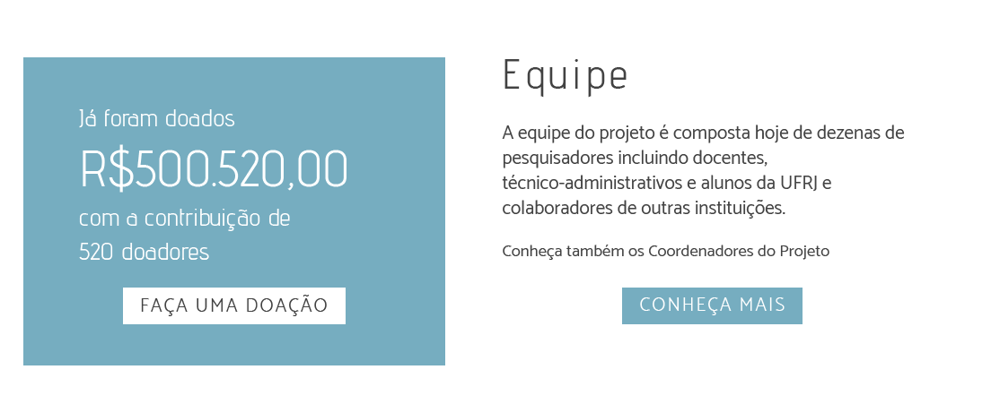 Já foram doados
R$500.520,00
com a contribuição de
520 doadores
FAÇA UMA DOAÇÃO
Equipe
A equipe do projeto é composta hoje de dezenas de
pesquisadores incluindo docentes,
técnico-administrativos e alunos da UFRJ e
colaboradores de outras instituições.
Conheça também os Coordenadores do Projeto
CONHEÇA MAIS